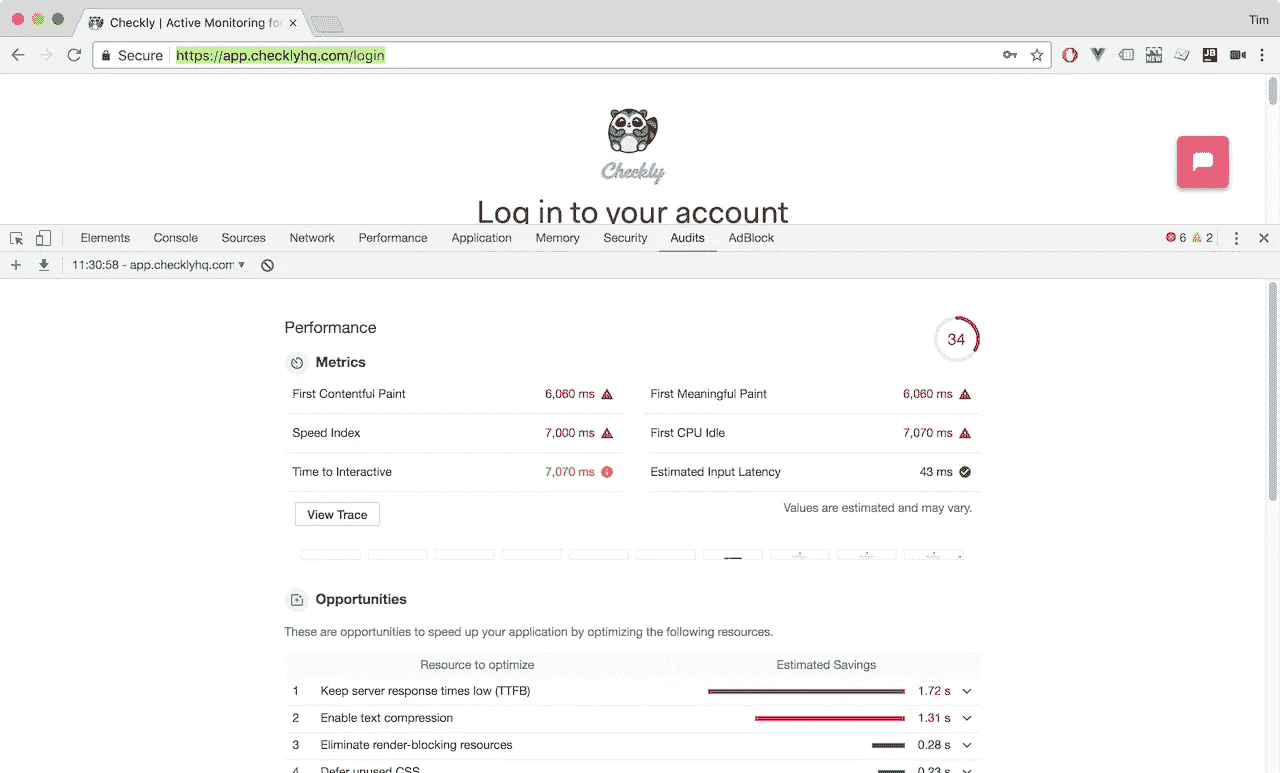 Checkly | Active Monitoring for
Tim
Secure https://app.checklyhq.com/login
NEW
JB
Checkly
Log in to your account
Elements Console Sources Network Performance Application Memory Security Audits AdBlock 6 2
11:30:58 - app.checklyhq.com
Performance
34
Metrics
First Contentful Paint 6,060 ms First Meaningful Paint 6,060 ms
Speed Index 7,000 ms First CPU Idle 7,070 ms
Time to Interactive 7,070 ms Estimated Input Latency 43 ms
View Trace Values are estimated and may vary.
Opportunities
These are opportunities to speed up your application by optimizing the following resources.
Resource to optimize Estimated Savings
1 Keep server response times low (TTFB) 1.72 s
2 Enable text compression 1.31 s
3 Eliminate render-blocking resources 0.28 s
4 Defer unused CSS 0.23 s